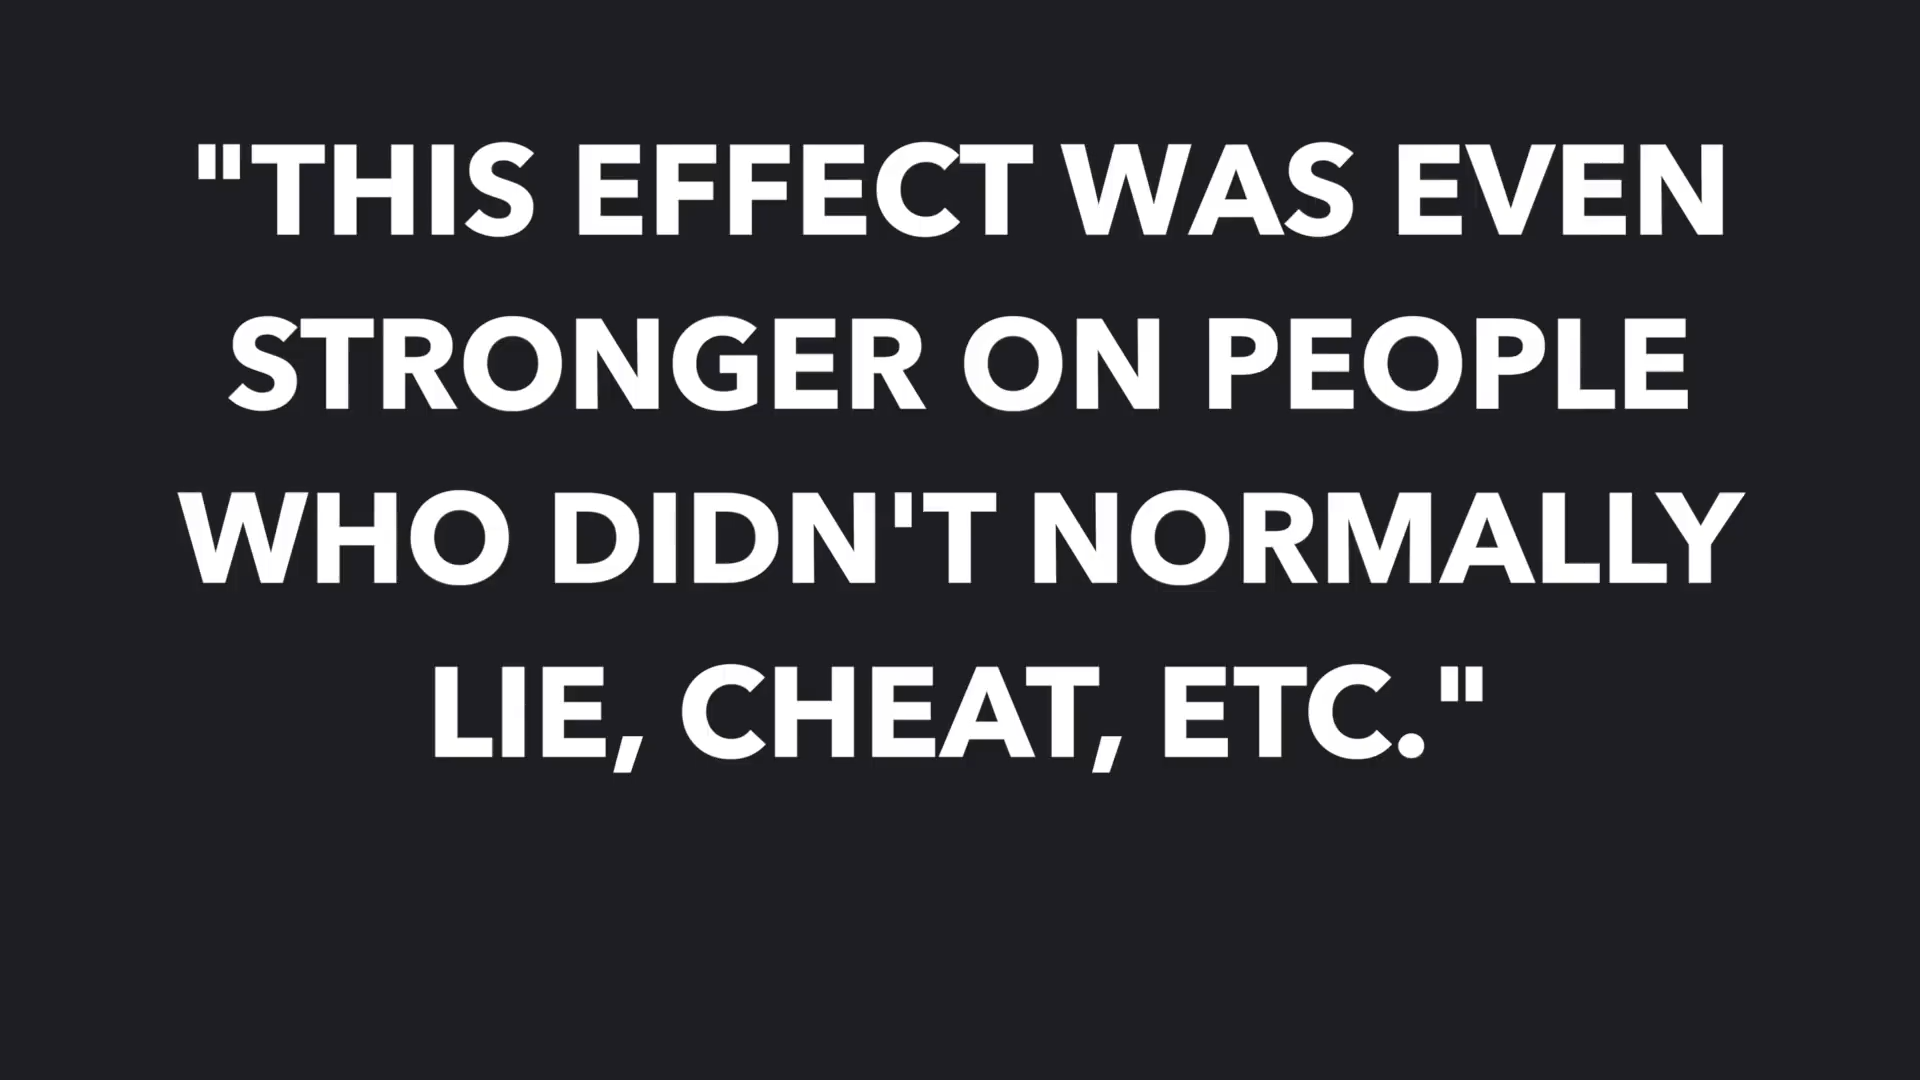 "THIS EFFECT WAS EVEN
STRONGER ON PEOPLE
WHO DIDN'T NORMALLY
LIE, CHEAT, ETC."